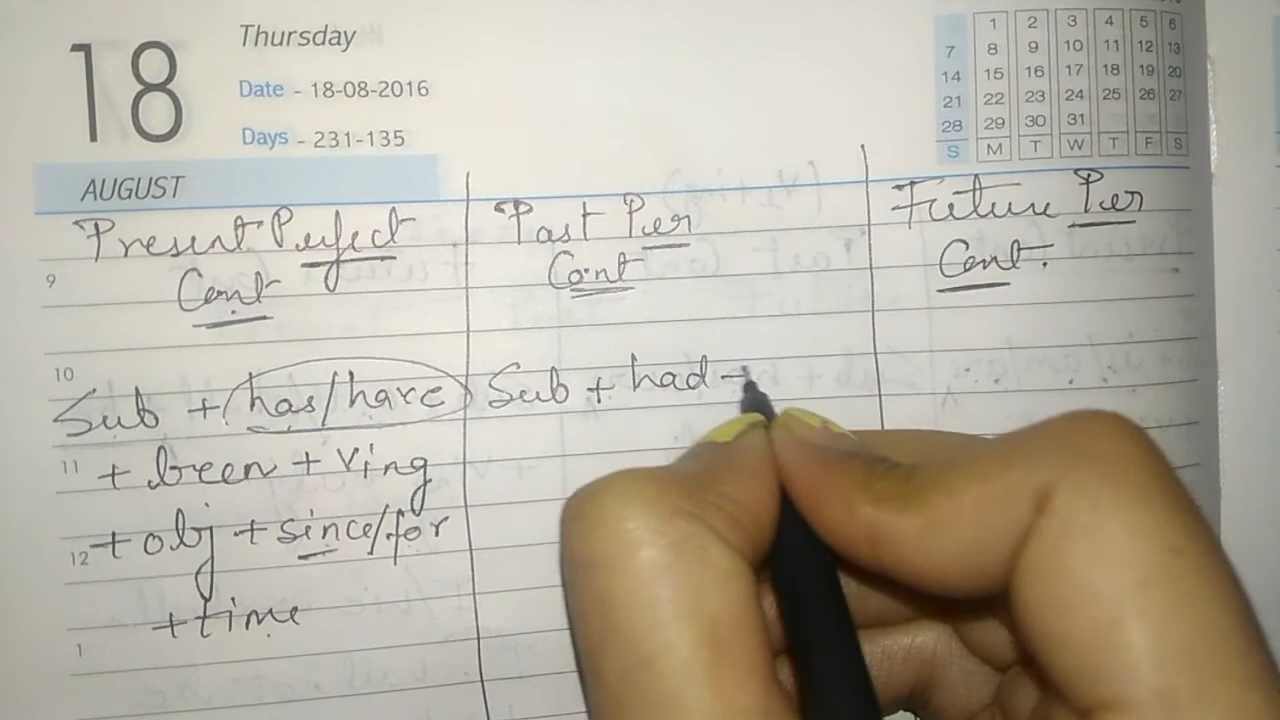 18
Thursday
Date - 18-08-2016
Days - 231-135
AUGUST
1 2 3 4 5 6
7 8 9 10 11 12 13
14 15 16 17 18 19 20
21 22 23 24 25 26 27
28 29 30 31
S M T W T F S
Present Perfect
Cont
Past Per
Cont
Future Per
Cont.
9
10
Sub + has/have
11 + been + Ving
12 + obj + since/for
+ time
1
Sub + had -